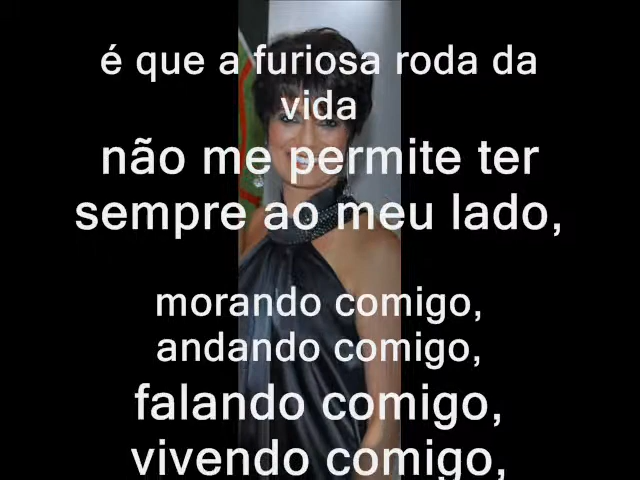 é que a furiosa roda da
vida
não me permite ter
sempre ao meu lado,
morando comigo,
andando comigo,
falando comigo,
vivendo comigo,